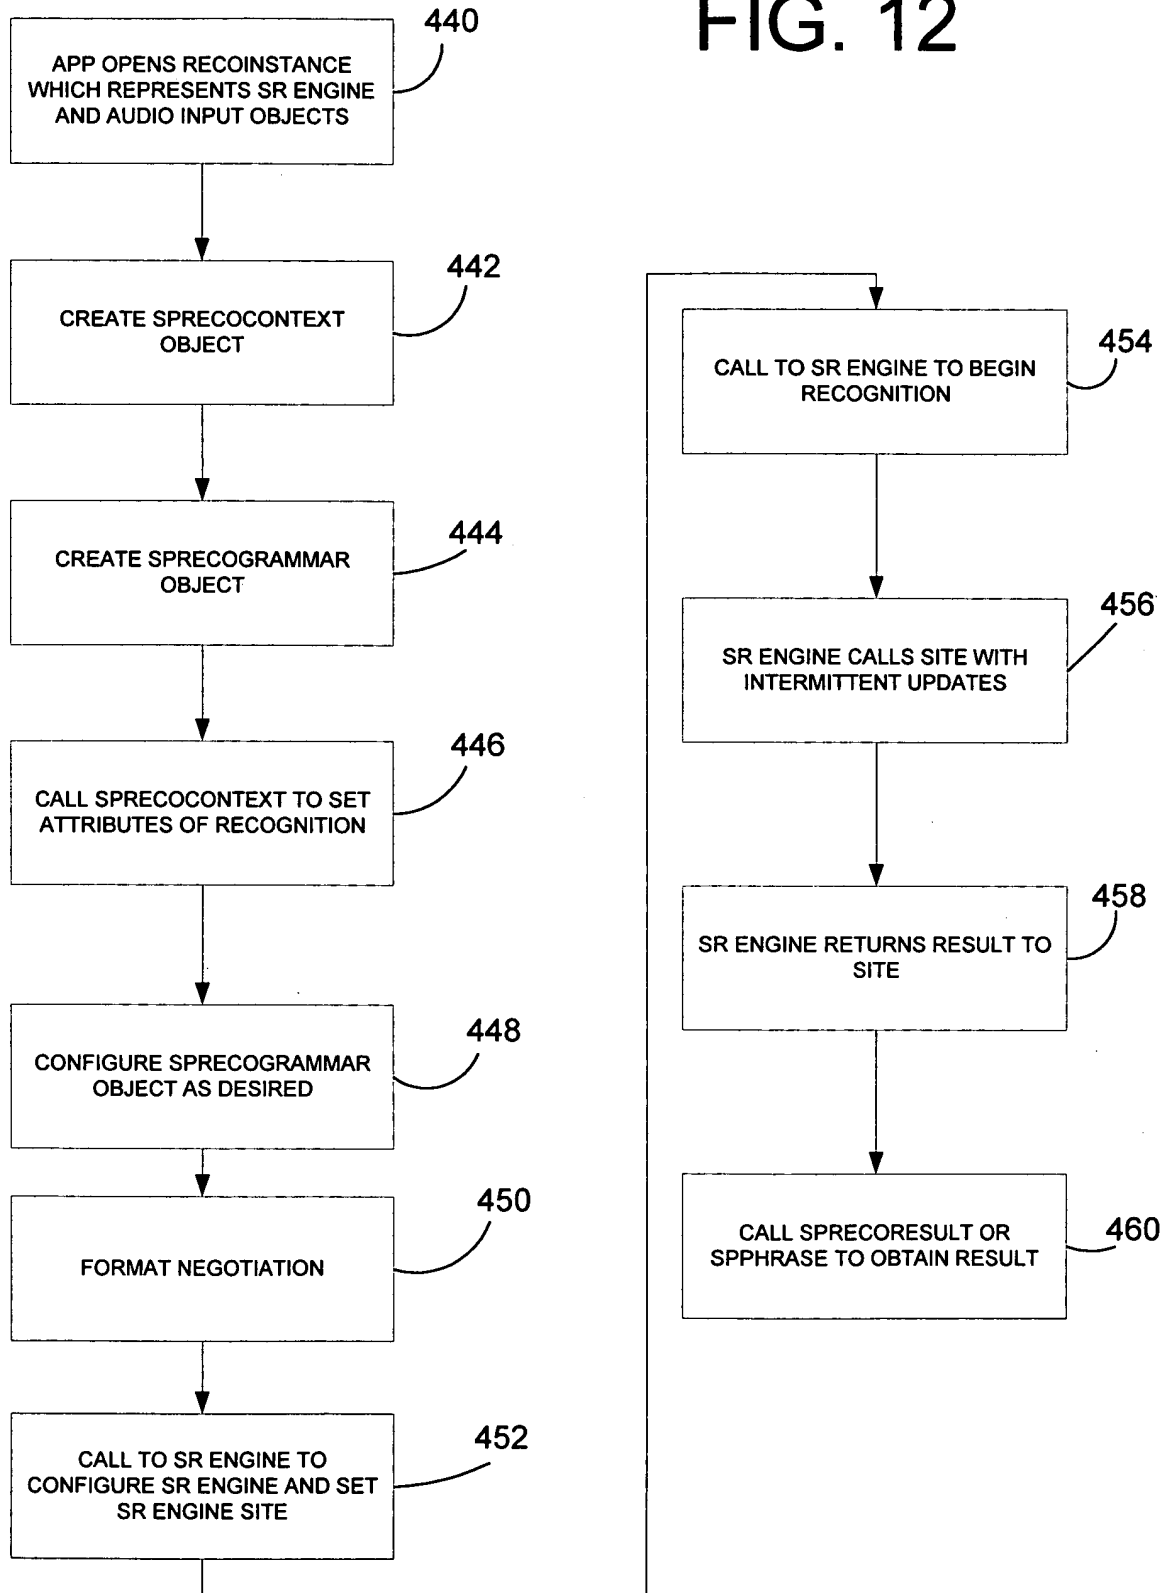 FIG. 12
440
APP OPENS RECOINSTANCE
WHICH REPRESENTS SR ENGINE
AND AUDIO INPUT OBJECTS
442
CREATE SPRECOCONTEXT
OBJECT
444
CREATE SPRECOGRAMMAR
OBJECT
446
CALL SPRECOCONTEXT TO SET
ATTRIBUTES OF RECOGNITION
448
CONFIGURE SPRECOGRAMMAR
OBJECT AS DESIRED
450
FORMAT NEGOTIATION
452
CALL TO SR ENGINE TO
CONFIGURE SR ENGINE AND SET
SR ENGINE SITE
454
CALL TO SR ENGINE TO BEGIN
RECOGNITION
456
SR ENGINE CALLS SITE WITH
INTERMITTENT UPDATES
458
SR ENGINE RETURNS RESULT TO
SITE
460
CALL SPRECORESULT OR
SPPHRASE TO OBTAIN RESULT